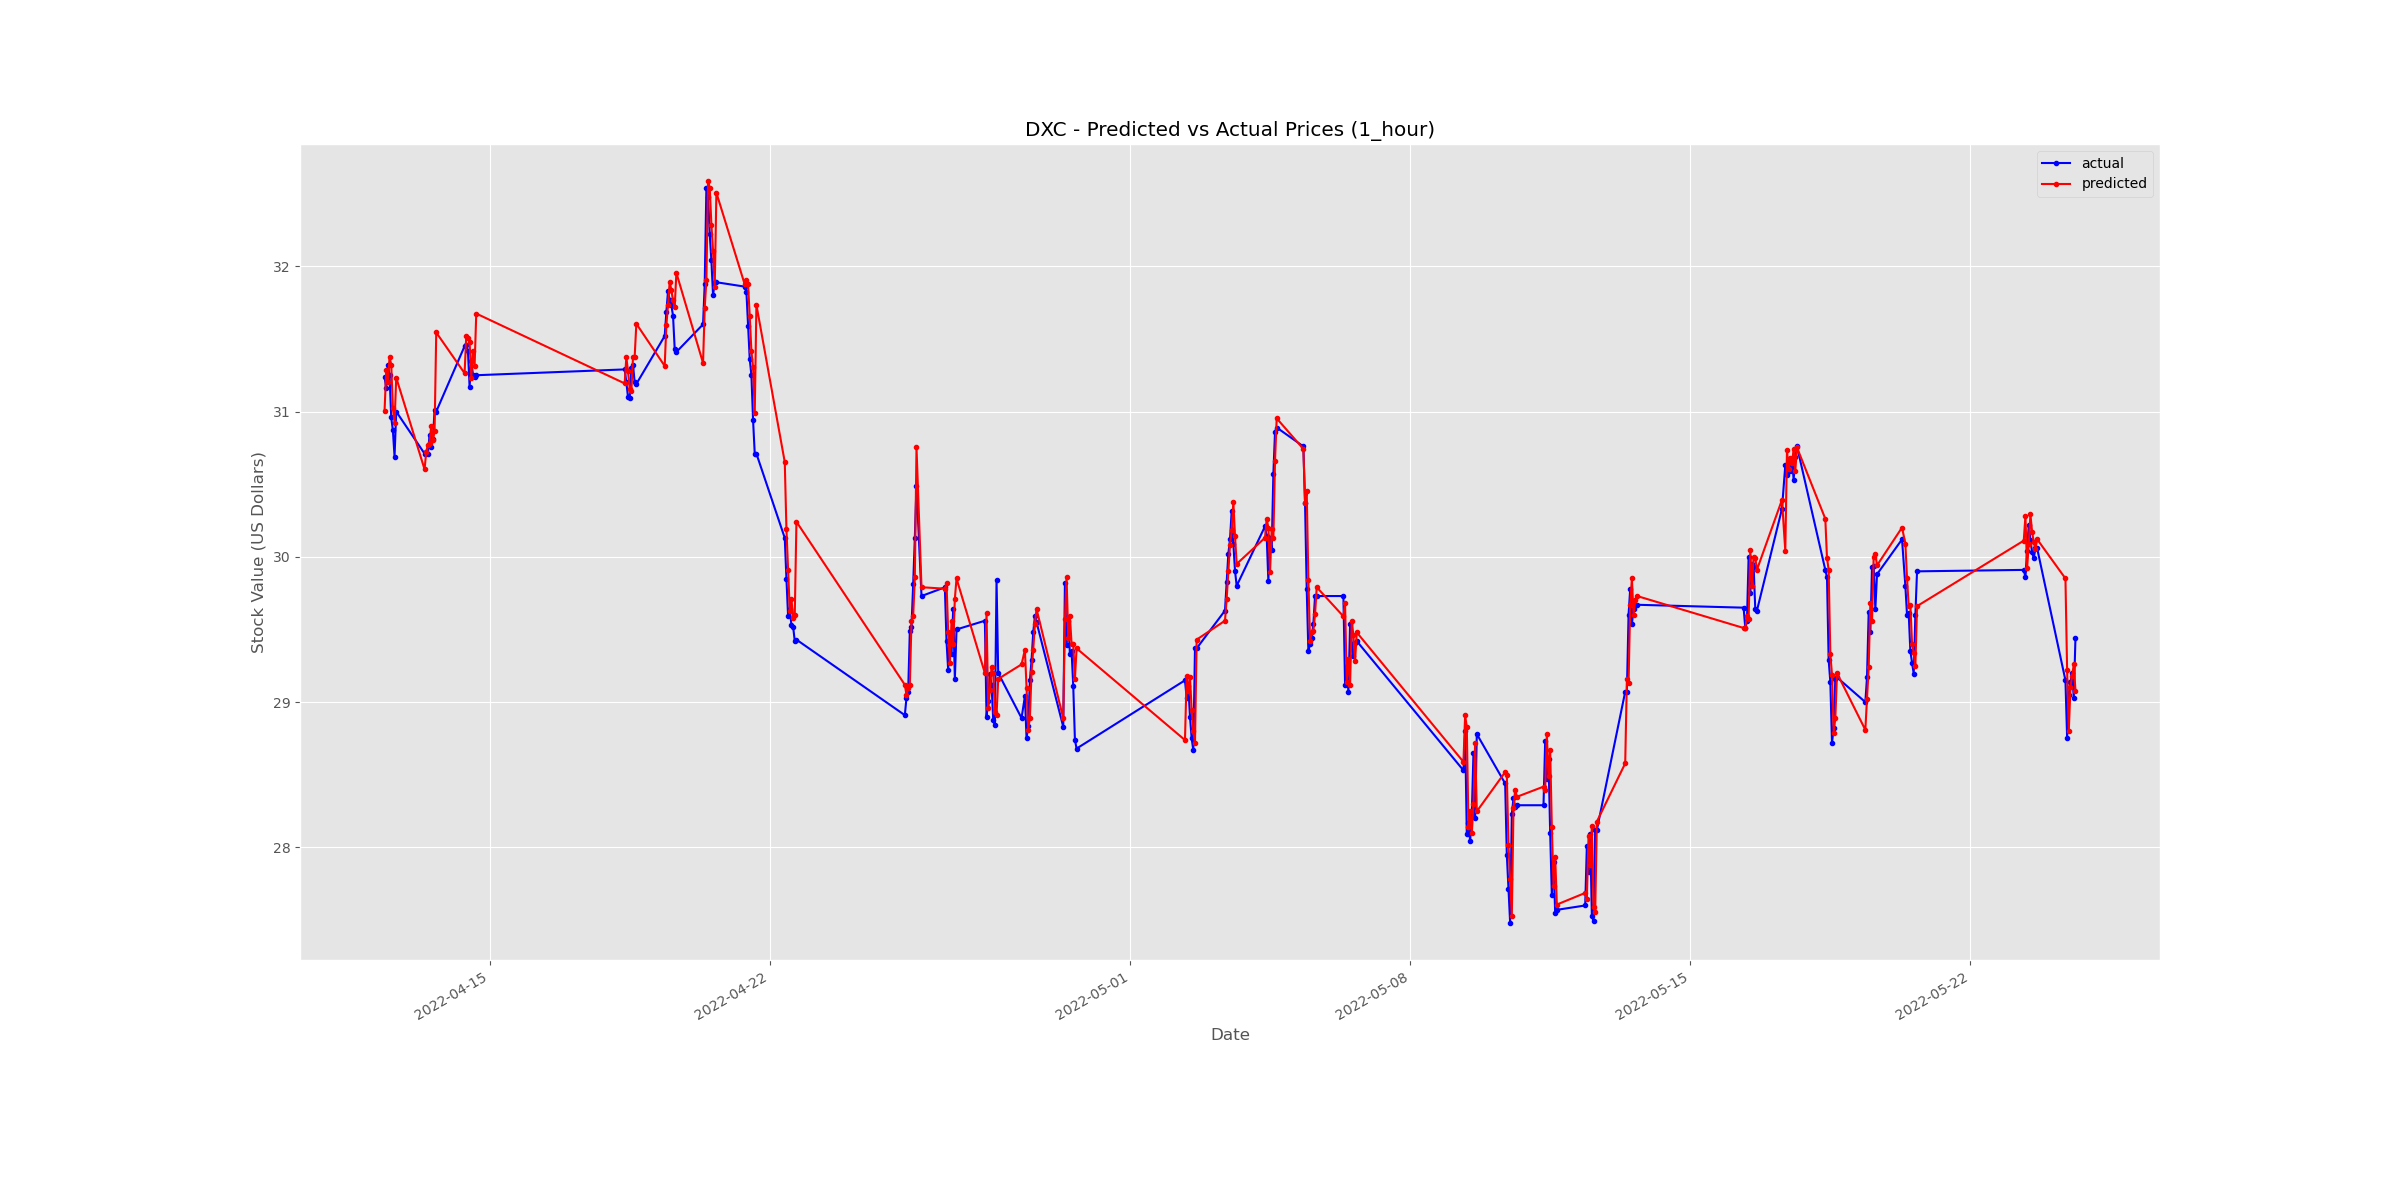 DXC - Predicted vs Actual Prices (1_hour)
actual
predicted
Stock Value (US Dollars)
32
31
30
29
28
2022-04-15
2022-04-22
2022-05-01
2022-05-08
2022-05-15
2022-05-22
Date